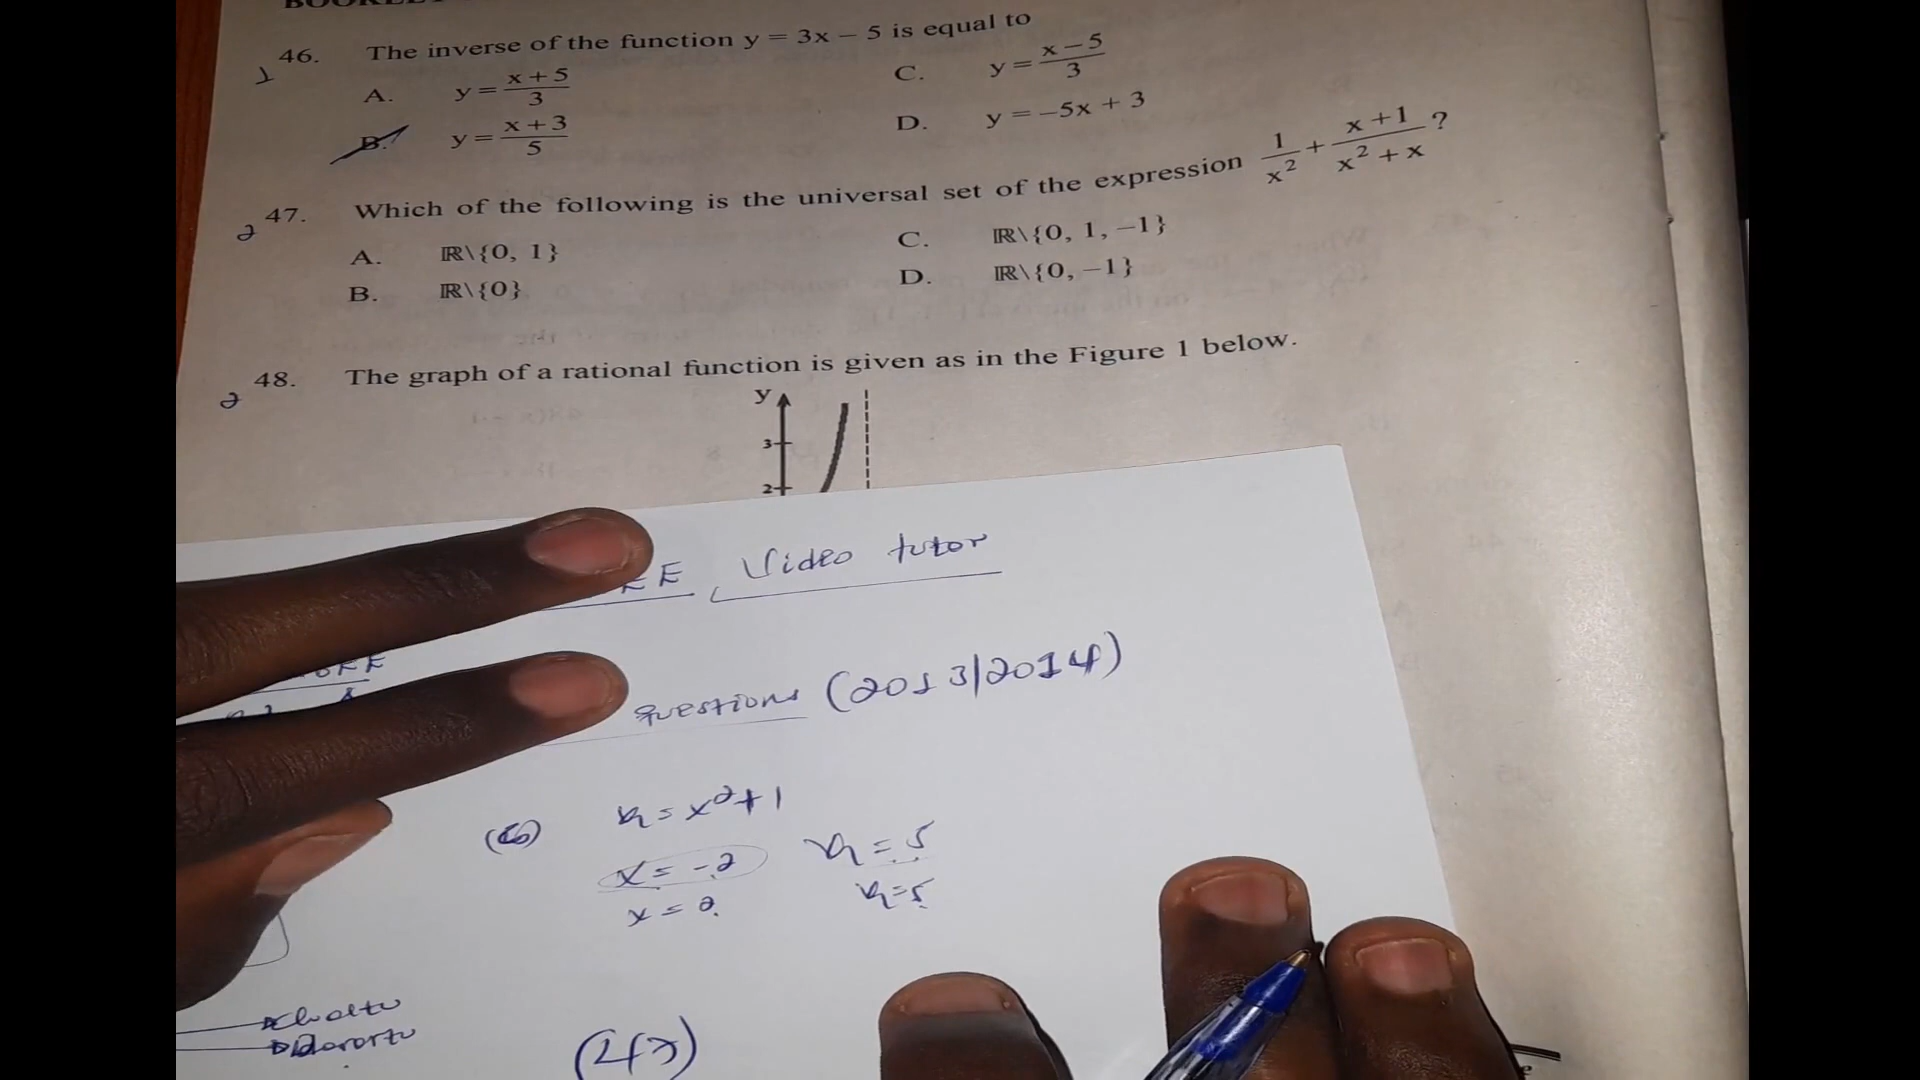 46. The inverse of the function y = 3x – 5 is equal to
A. y = (x + 5)/3
C. y = (x – 5)/3
B. y = (x + 3)/5
D. y = –5x + 3
47. Which of the following is the universal set of the expression 1/x² + (x + 1)/(x² + x) ?
A. ℝ\{0, 1}
C. ℝ\{0, 1, –1}
B. ℝ\{0}
D. ℝ\{0, –1}
48. The graph of a rational function is given as in the Figure 1 below.
y
3
2
Video tutor
questions (2013|2014)
= x²+1
x = -2
= 5
x = 2
= 5
(47)